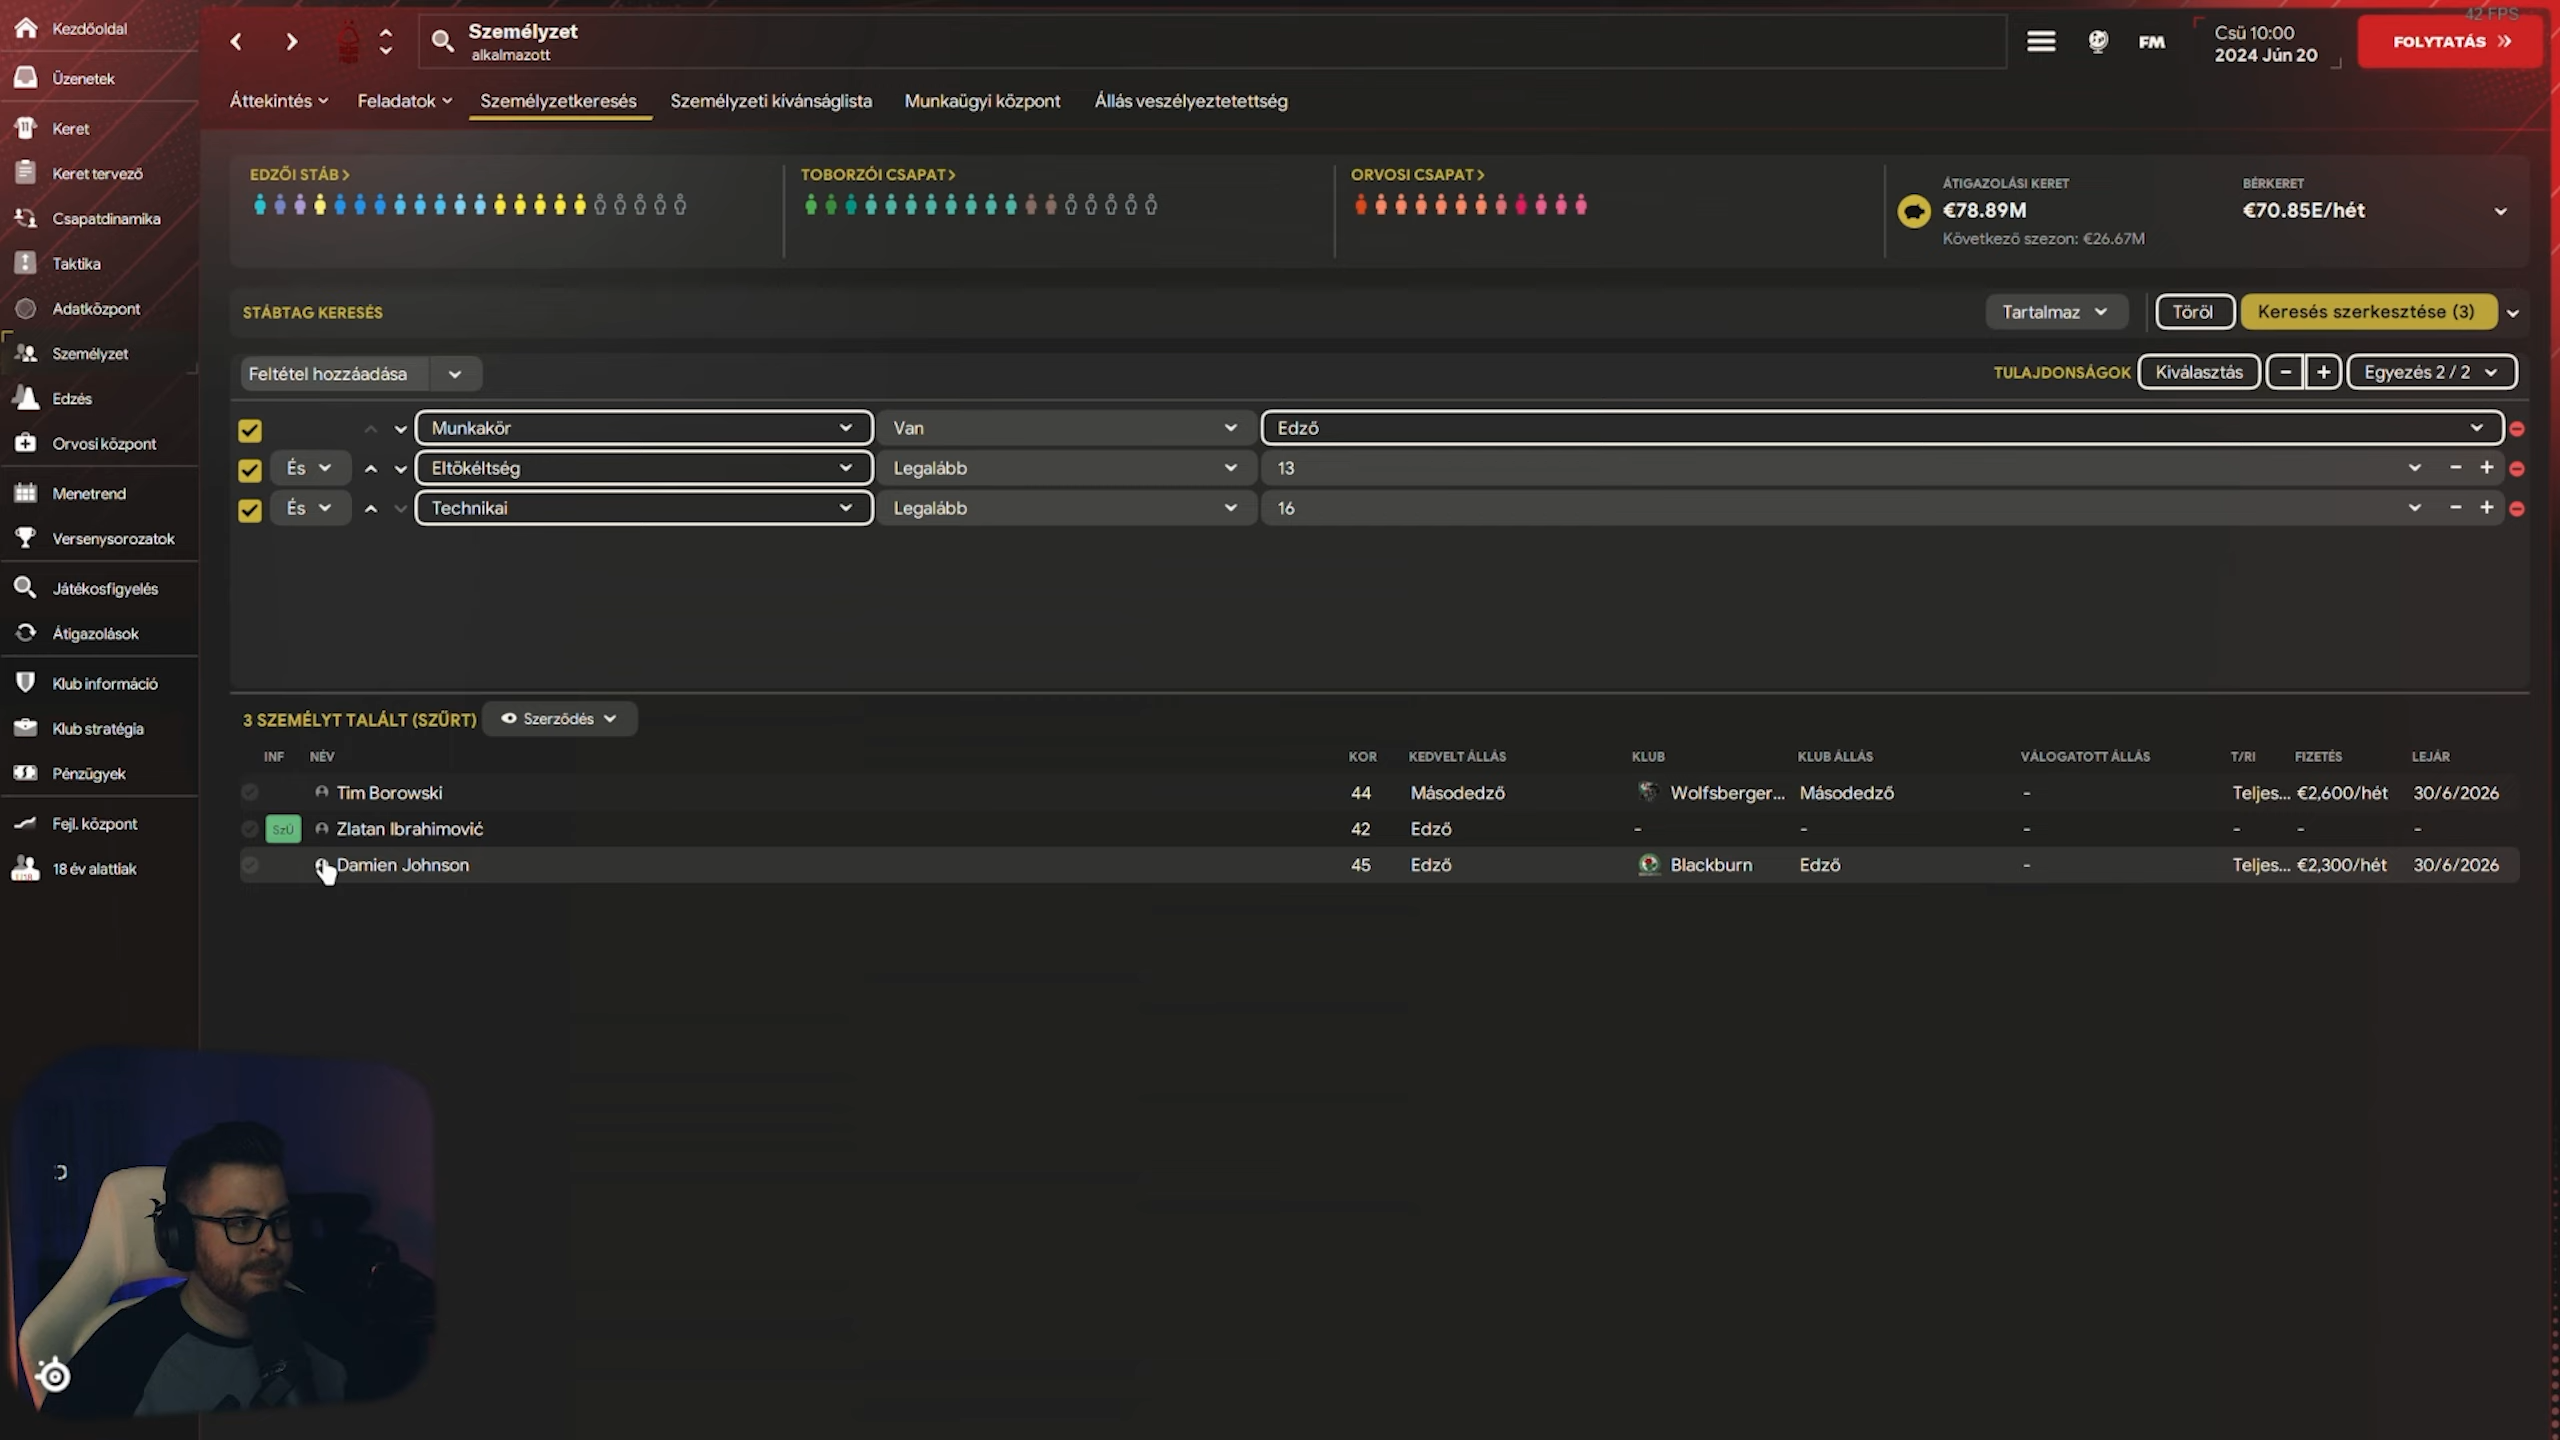 42 FPS
Kezdőoldal
Üzenetek
Keret
Keret tervező
Csapatdinamika
Taktika
Adatközpont
Személyzet
Edzés
Orvosi központ
Menetrend
Versenysorozatok
Játékosfigyelés
Átigazolások
Klub információ
Klub stratégia
Pénzügyek
Fejl. központ
18 év alattiak
Személyzet
alkalmazott
FM
Csü 10:00
2024 Jún 20
FOLYTATÁS
Áttekintés
Feladatok
Személyzetkeresés
Személyzeti kívánságlista
Munkaügyi központ
Állás veszélyeztetettség
EDZŐI STÁB
TOBORZÓI CSAPAT
ORVOSI CSAPAT
ÁTIGAZOLÁSI KERET
€78.89M
Következő szezon: €26.67M
BÉRKERET
€70.85E/hét
STÁBTAG KERESÉS
Tartalmaz
Töröl
Keresés szerkesztése (3)
Feltétel hozzáadása
TULAJDONSÁGOK
Kiválasztás
- +
Egyezés 2 / 2
Munkakör Van Edző
És Eltökéltség Legalább 13 - +
És Technikai Legalább 16 - +
3 SZEMÉLYT TALÁLT (SZŰRT)
Szerződés
INF NÉV KOR KEDVELT ÁLLÁS KLUB KLUB ÁLLÁS VÁLOGATOTT ÁLLÁS T/RI FIZETÉS LEJÁR
Tim Borowski 44 Másodedző Wolfsberger... Másodedző - Teljes... €2,600/hét 30/6/2026
SzÜ Zlatan Ibrahimović 42 Edző - - - - - -
Damien Johnson 45 Edző Blackburn Edző - Teljes... €2,300/hét 30/6/2026